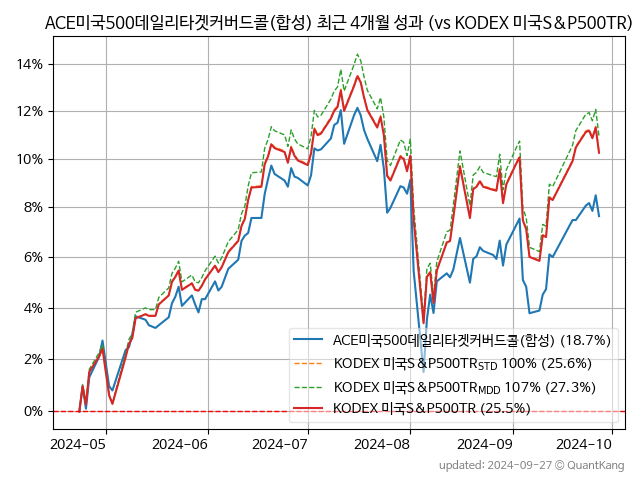 ACE미국500데일리타겟커버드콜(합성) 최근 4개월 성과 (vs KODEX 미국S&P500TR)
14%
12%
10%
8%
6%
4%
2%
0%
ACE미국500데일리타겟커버드콜(합성) (18.7%)
KODEX 미국S&P500TRSTD 100% (25.6%)
KODEX 미국S&P500TRMDD 107% (27.3%)
KODEX 미국S&P500TR (25.5%)
2024-05 2024-06 2024-07 2024-08 2024-09 2024-10
updated: 2024-09-27 © QuantKang